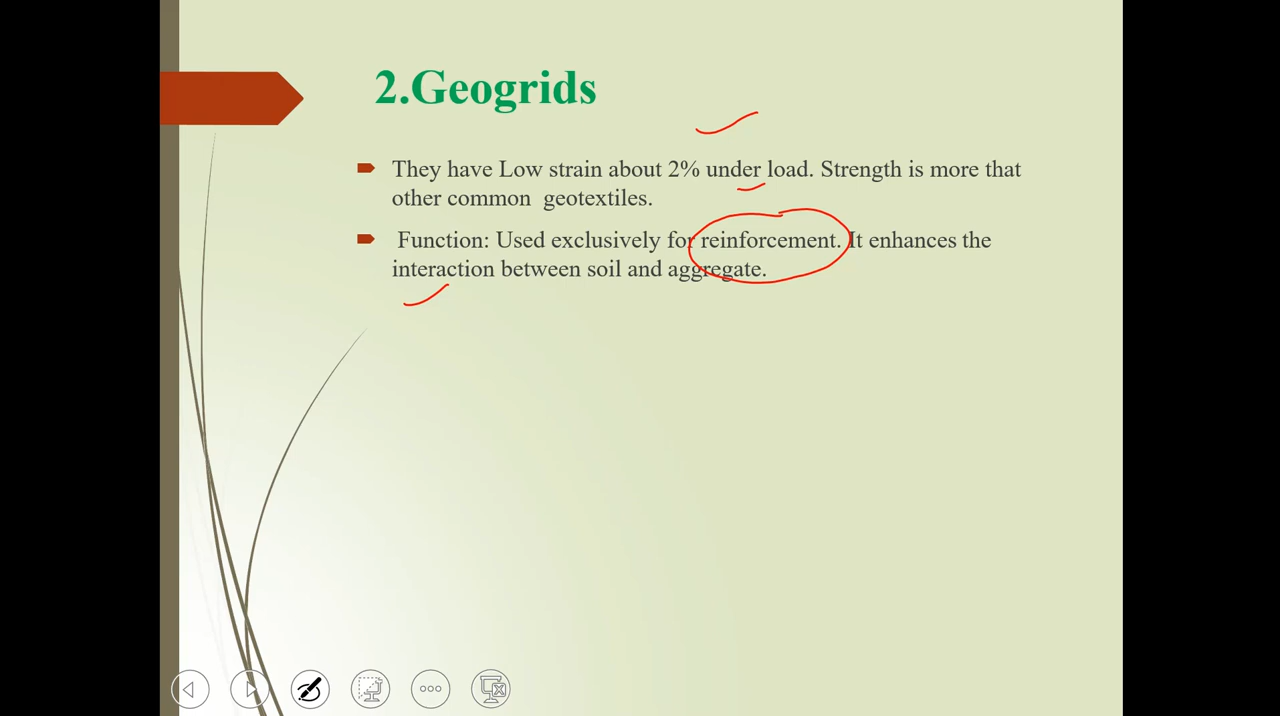 2.Geogrids
They have Low strain about 2% under load. Strength is more that
other common geotextiles.
Function: Used exclusively for reinforcement. It enhances the
interaction between soil and aggregate.